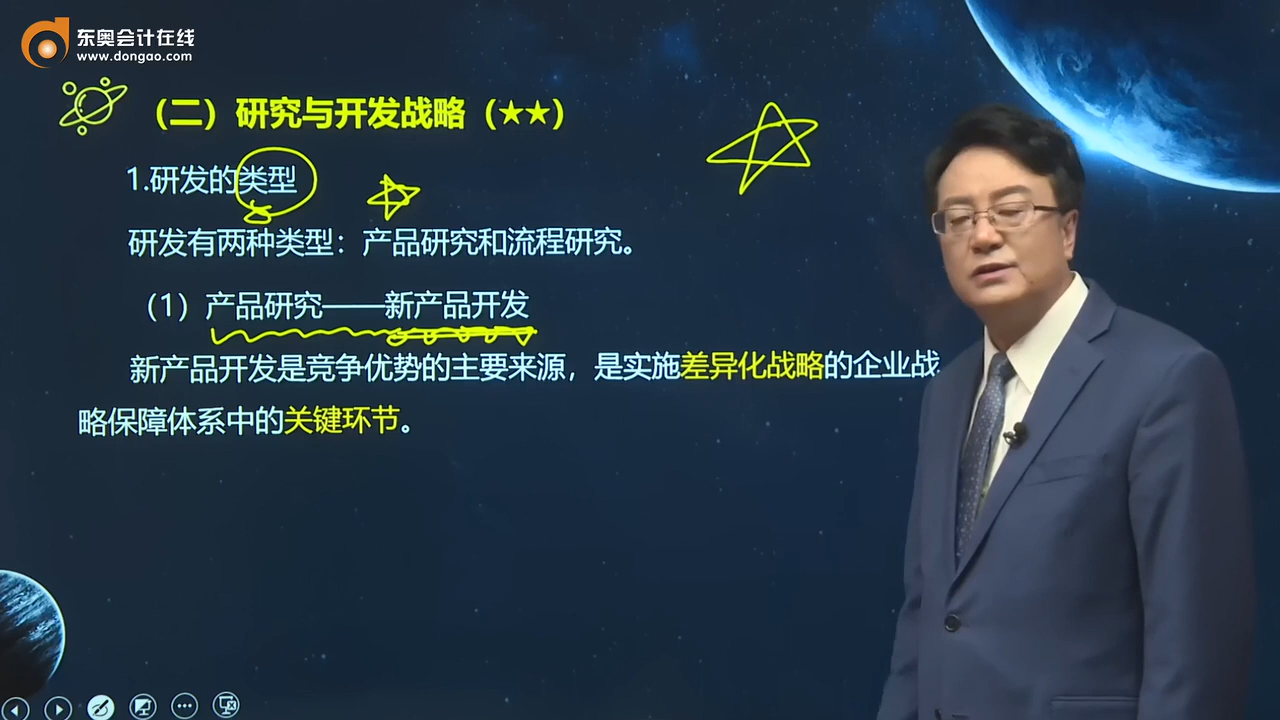 东奥会计在线
www.dongao.com
（二）研究与开发战略（★★）
1.研发的类型
研发有两种类型：产品研究和流程研究。
（1）产品研究——新产品开发
新产品开发是竞争优势的主要来源，是实施差异化战略的企业战
略保障体系中的关键环节。